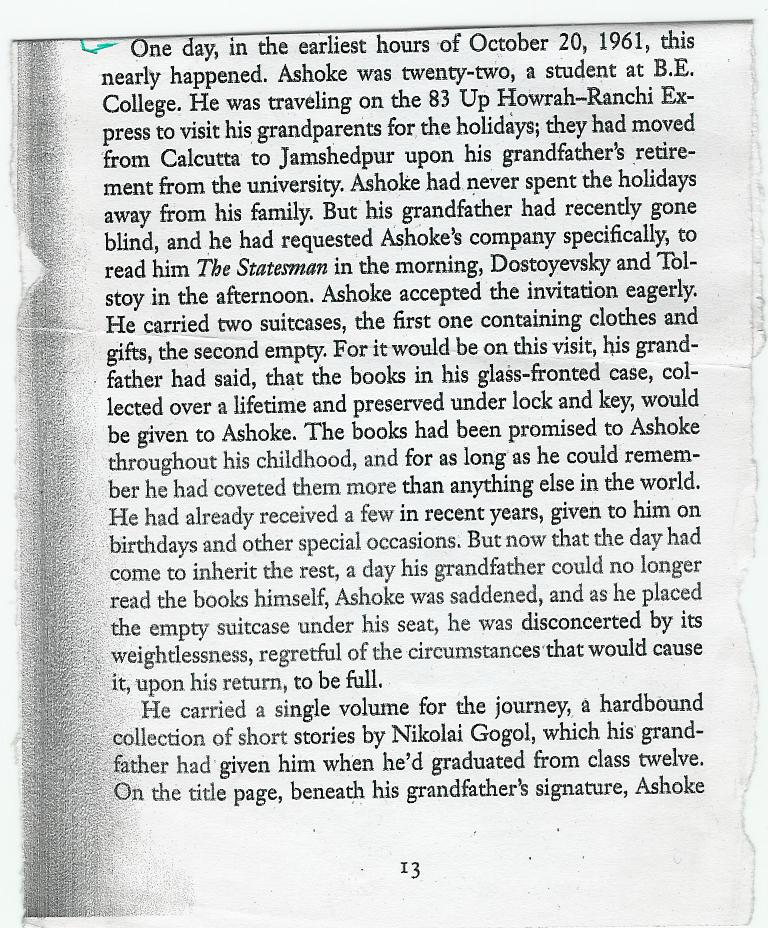 One day, in the earliest hours of October 20, 1961, this
nearly happened. Ashoke was twenty-two, a student at B.E.
College. He was traveling on the 83 Up Howrah–Ranchi Ex-
press to visit his grandparents for the holidays; they had moved
from Calcutta to Jamshedpur upon his grandfather's retire-
ment from the university. Ashoke had never spent the holidays
away from his family. But his grandfather had recently gone
blind, and he had requested Ashoke's company specifically, to
read him The Statesman in the morning, Dostoyevsky and Tol-
stoy in the afternoon. Ashoke accepted the invitation eagerly.
He carried two suitcases, the first one containing clothes and
gifts, the second empty. For it would be on this visit, his grand-
father had said, that the books in his glass-fronted case, col-
lected over a lifetime and preserved under lock and key, would
be given to Ashoke. The books had been promised to Ashoke
throughout his childhood, and for as long as he could remem-
ber he had coveted them more than anything else in the world.
He had already received a few in recent years, given to him on
birthdays and other special occasions. But now that the day had
come to inherit the rest, a day his grandfather could no longer
read the books himself, Ashoke was saddened, and as he placed
the empty suitcase under his seat, he was disconcerted by its
weightlessness, regretful of the circumstances that would cause
it, upon his return, to be full.
He carried a single volume for the journey, a hardbound
collection of short stories by Nikolai Gogol, which his grand-
father had given him when he'd graduated from class twelve.
On the title page, beneath his grandfather's signature, Ashoke
13